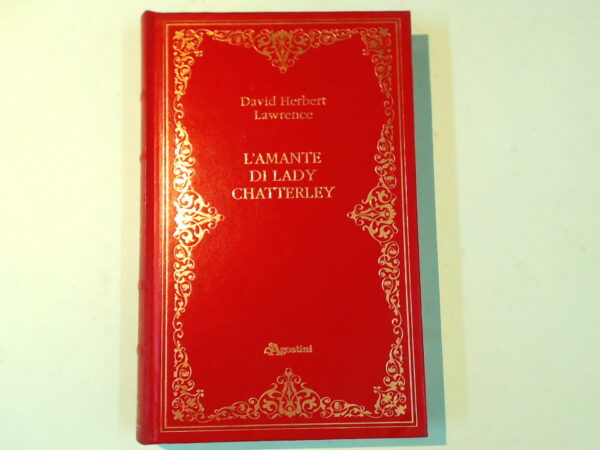 David Herbert
Lawrence
L'AMANTE
DI LADY
CHATTERLEY
Agostini